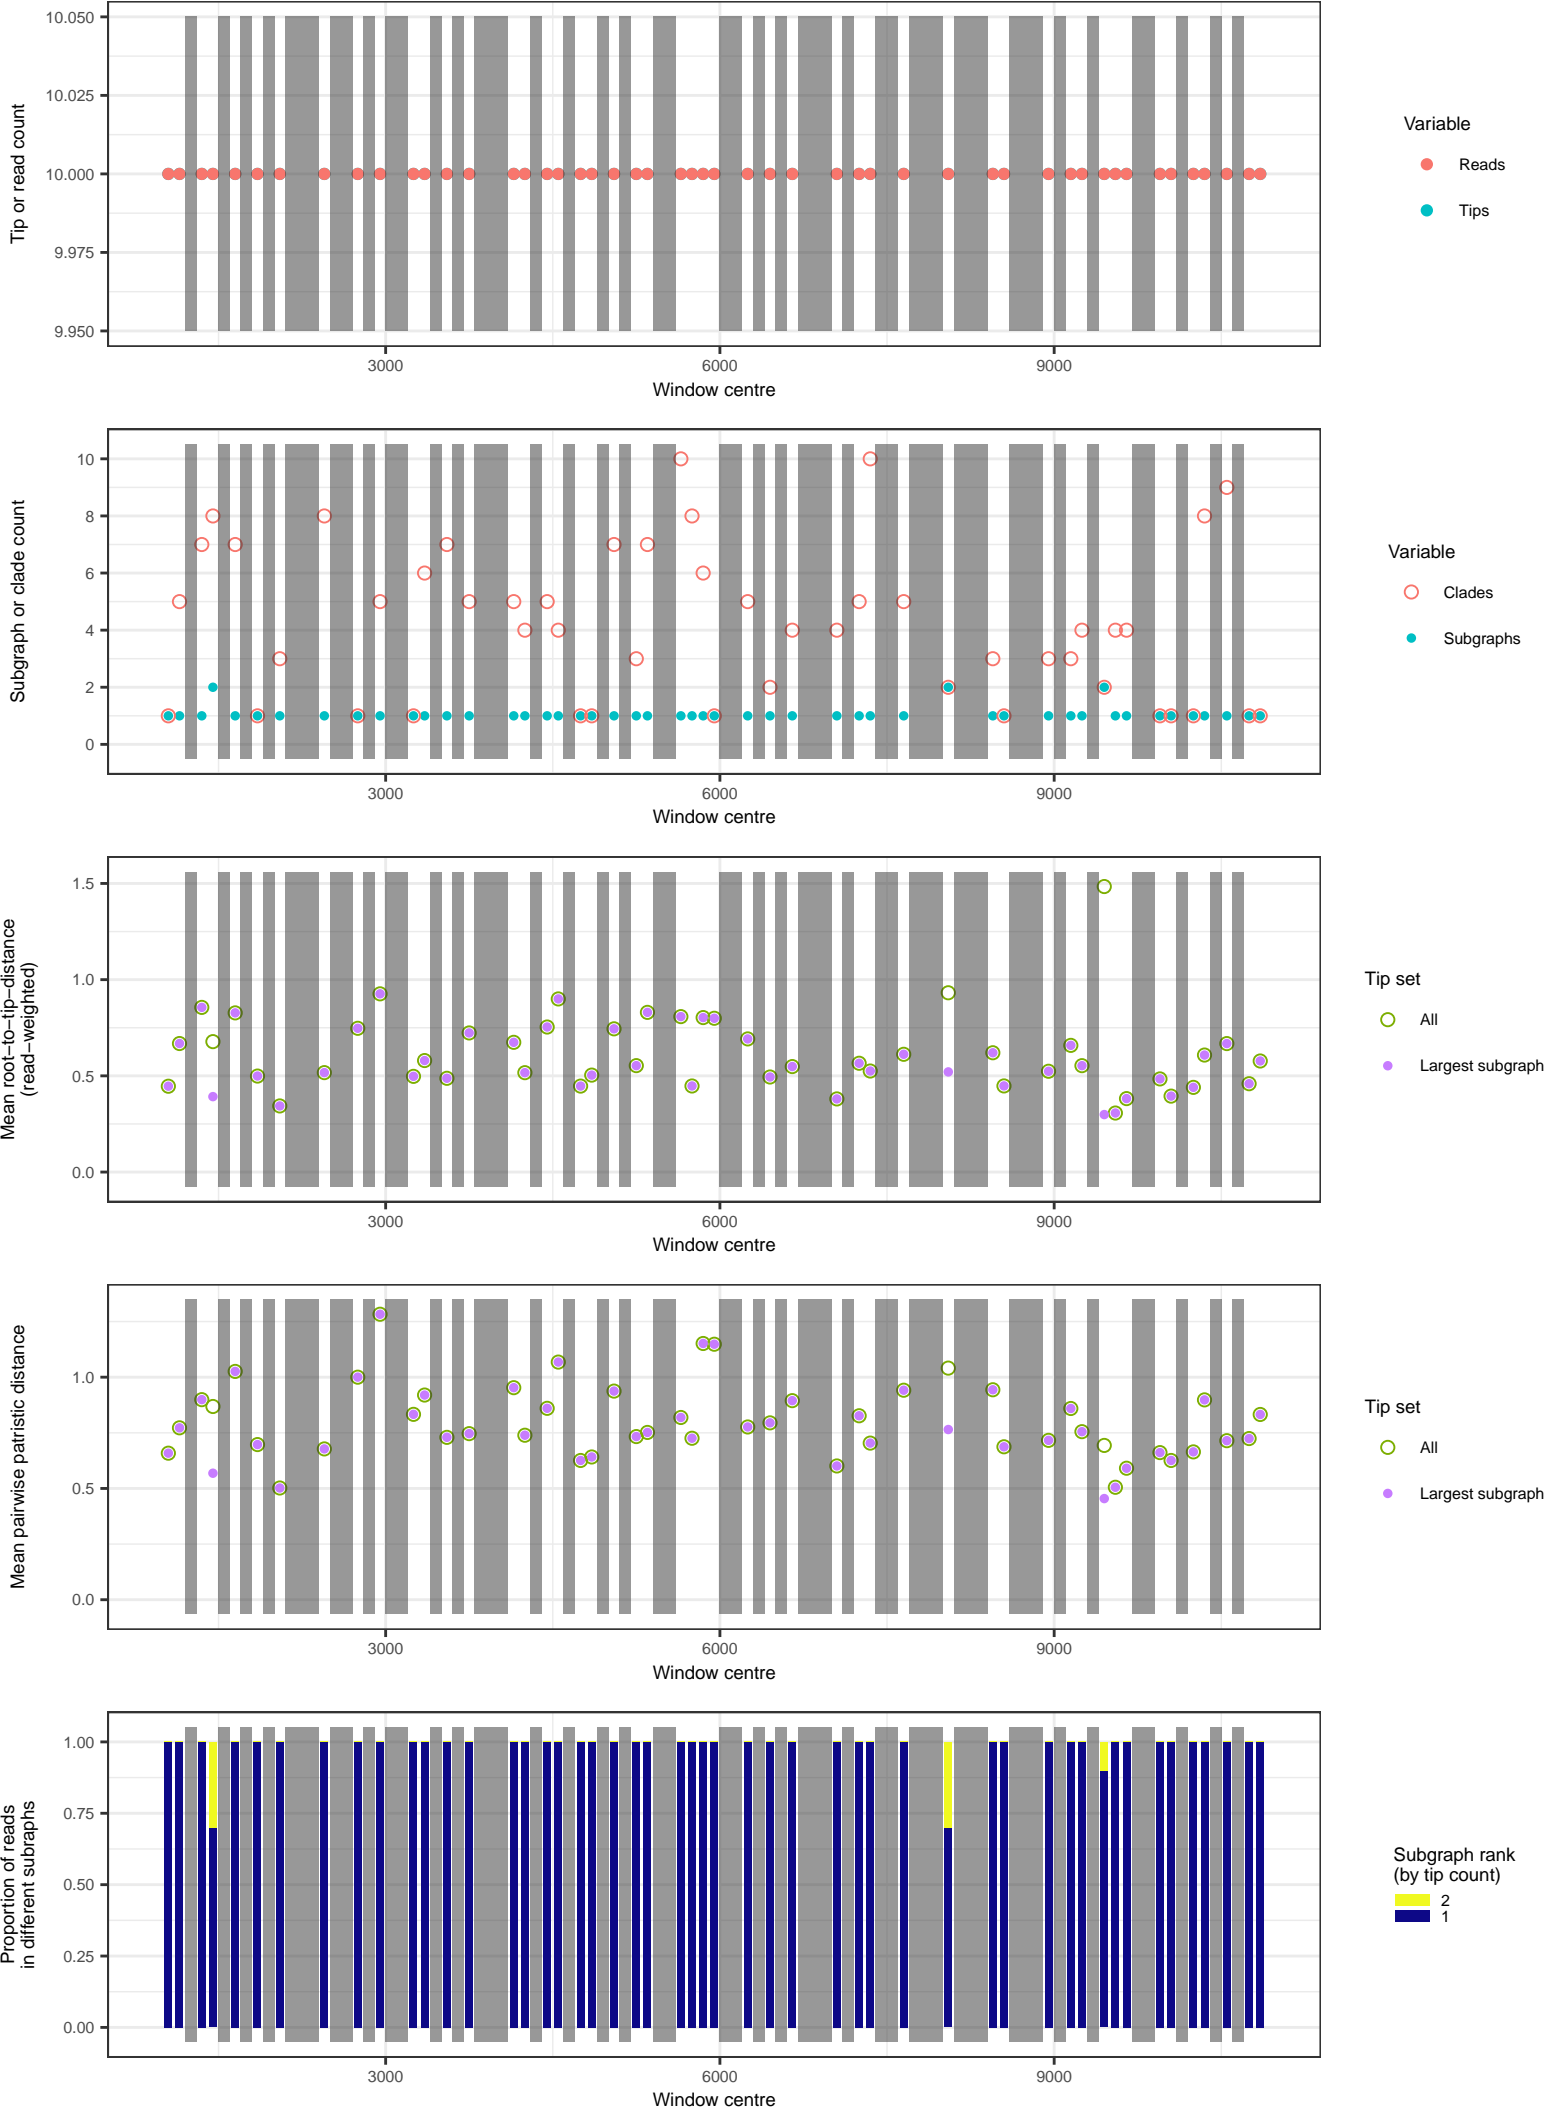 10.050
10.025
10.000
9.975
9.950
Tip or read count
3000
6000
9000
Window centre
Variable
Reads
Tips
10
8
6
4
2
0
Subgraph or clade count
3000
6000
9000
Window centre
Variable
Clades
Subgraphs
1.5
1.0
0.5
0.0
Mean root−to−tip−distance
(read−weighted)
3000
6000
9000
Window centre
Tip set
All
Largest subgraph
1.0
0.5
0.0
Mean pairwise patristic distance
3000
6000
9000
Window centre
Tip set
All
Largest subgraph
1.00
0.75
0.50
0.25
0.00
Proportion of reads
in different subraphs
3000
6000
9000
Window centre
Subgraph rank
(by tip count)
2
1